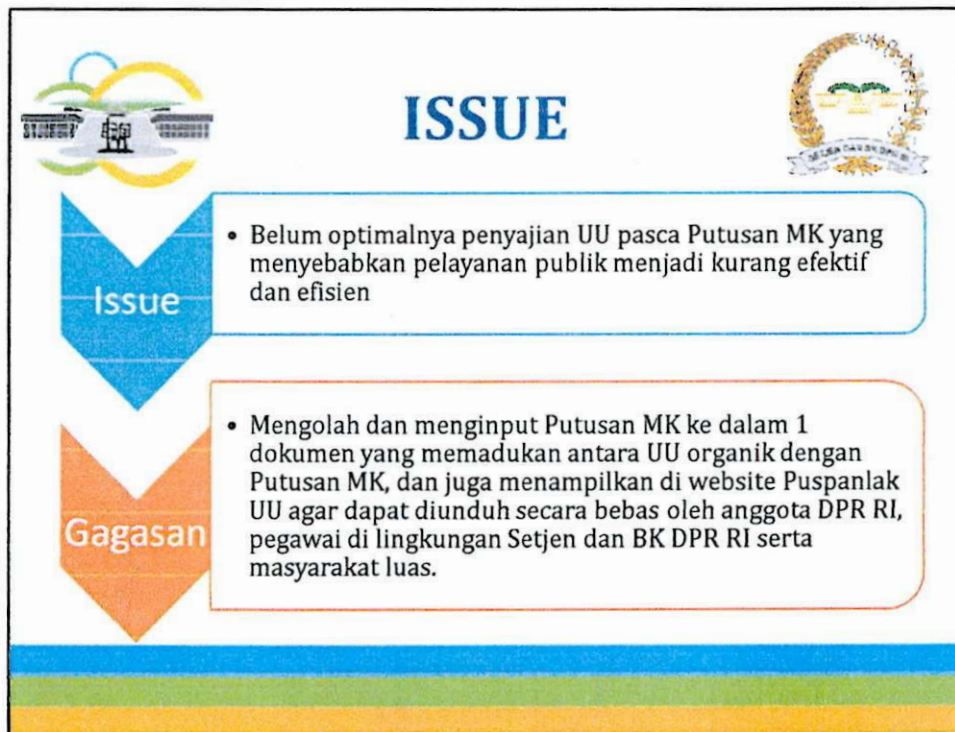 ISSUE
Issue
• Belum optimalnya penyajian UU pasca Putusan MK yang
menyebabkan pelayanan publik menjadi kurang efektif
dan efisien
Gagasan
• Mengolah dan menginput Putusan MK ke dalam 1
dokumen yang memadukan antara UU organik dengan
Putusan MK, dan juga menampilkan di website Puspanlak
UU agar dapat diunduh secara bebas oleh anggota DPR RI,
pegawai di lingkungan Setjen dan BK DPR RI serta
masyarakat luas.